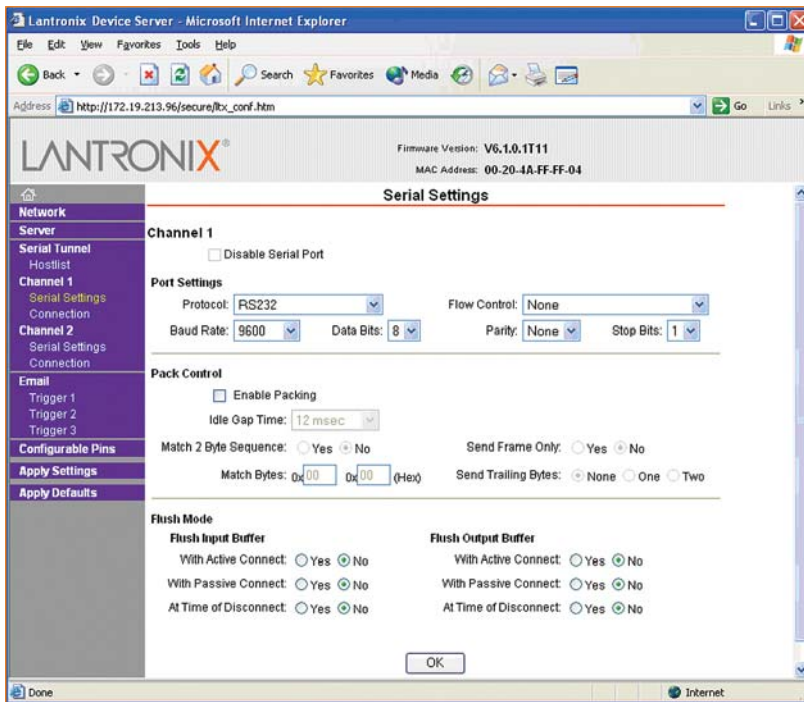 Lantronix Device Server - Microsoft Internet Explorer
File Edit View Favorites Tools Help
Back Search Favorites Media
Address http://172.19.213.96/secure/ltx_conf.htm Go Links
LANTRONIX®
Firmware Version: V6.1.0.1T11
MAC Address: 00-20-4A-FF-FF-04
Network
Server
Serial Tunnel
Hostlist
Channel 1
Serial Settings
Connection
Channel 2
Serial Settings
Connection
Email
Trigger 1
Trigger 2
Trigger 3
Configurable Pins
Apply Settings
Apply Defaults
Serial Settings
Channel 1
Disable Serial Port
Port Settings
Protocol: RS232 Flow Control: None
Baud Rate: 9600 Data Bits: 8 Parity: None Stop Bits: 1
Pack Control
Enable Packing
Idle Gap Time: 12 msec
Match 2 Byte Sequence: Yes No Send Frame Only: Yes No
Match Bytes: 0x 00 0x 00 (Hex) Send Trailing Bytes: None One Two
Flush Mode
Flush Input Buffer Flush Output Buffer
With Active Connect: Yes No With Active Connect: Yes No
With Passive Connect: Yes No With Passive Connect: Yes No
At Time of Disconnect: Yes No At Time of Disconnect: Yes No
OK
Done Internet